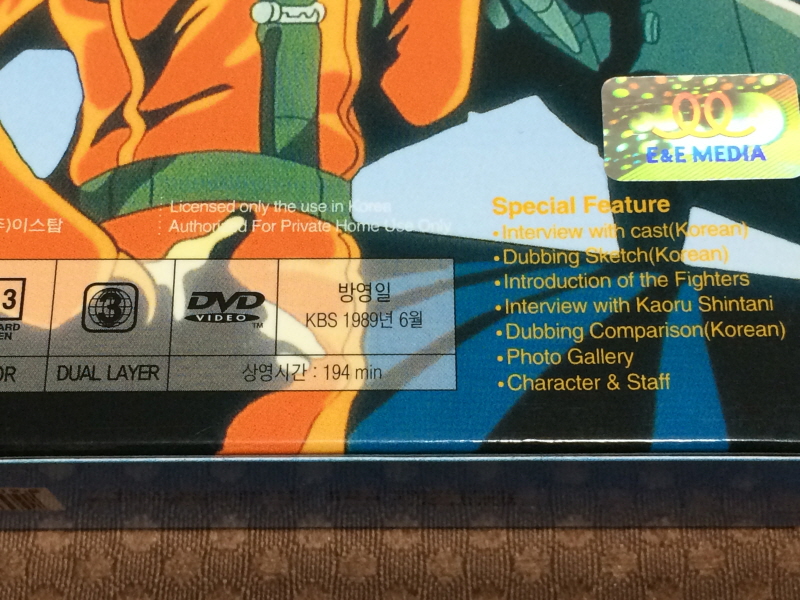 E&E MEDIA
Licensed only the use in Korea
주)이스탑
Authorized For Private Home Use Only
Special Feature
•Interview with cast(Korean)
•Dubbing Sketch(Korean)
•Introduction of the Fighters
•Interview with Kaoru Shintani
•Dubbing Comparison(Korean)
•Photo Gallery
•Character & Staff
3
3
DVD
VIDEO
TM
방영일
KBS 1989년 6월
DUAL LAYER
상영시간 : 194 min